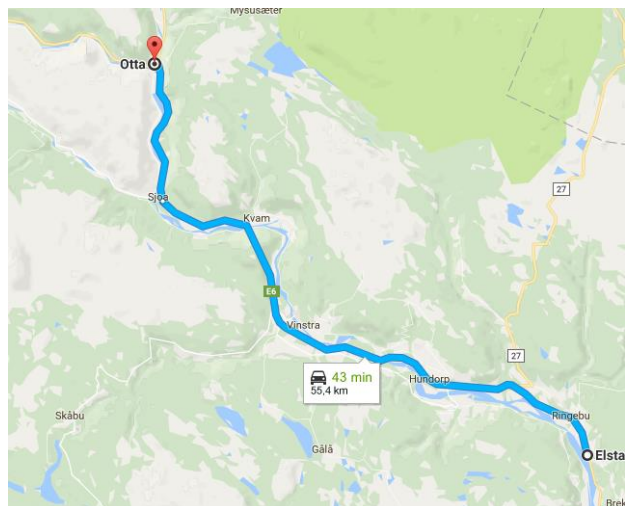 Mysusæter
Otta
27
Sjoa
Kvam
E6
Vinstra
27
43 min
55,4 km
Hundorp
Skåbu
Ringebu
Gålå
Elsta
Brek